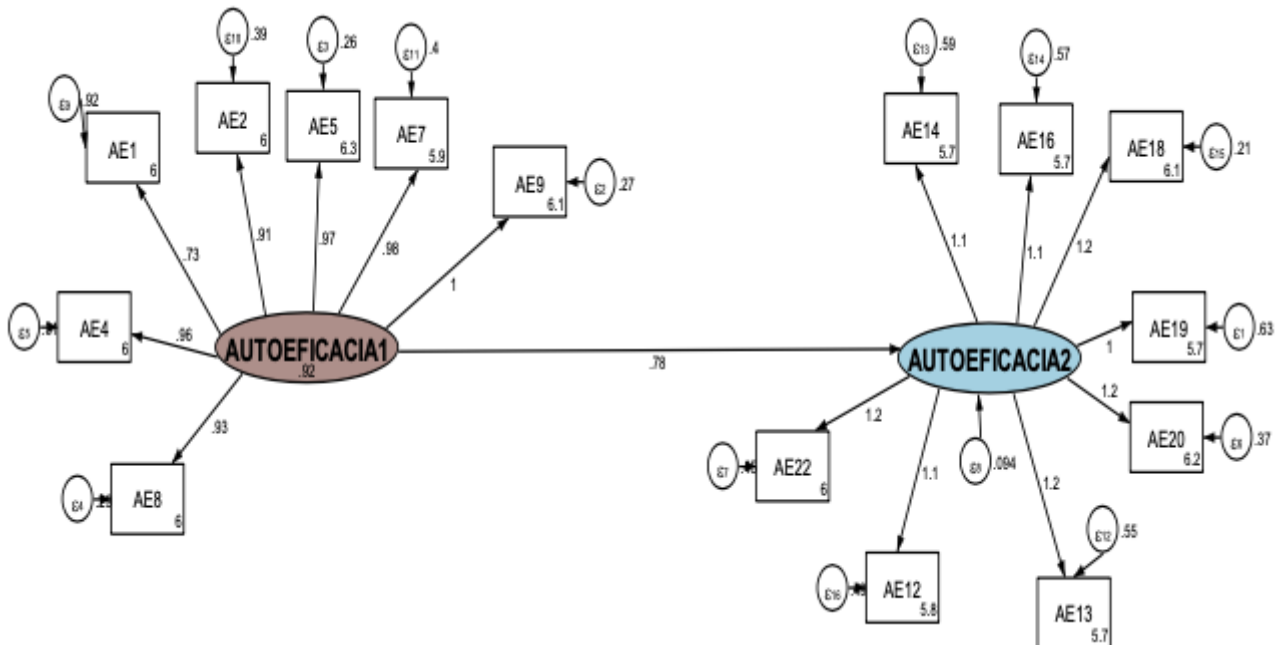 ε10 .39
ε3 .26
ε11 .4
ε13 .59
ε14 .57
ε9 .92
AE1 6
AE2 6
AE5 6.3
AE7 5.9
AE9 6.1
ε2 .27
AE14 5.7
AE16 5.7
AE18 6.1
ε15 .21
.73
.91
.97
.98
1
1.1
1.1
1.2
ε5
AE4 6
.96
AUTOEFICACIA1
.92
.78
AUTOEFICACIA2
1
AE19 5.7
ε1 .63
.93
1.2
1.1
1.2
1.2
AE20 6.2
.37
ε4
AE8 6
ε7
AE22 6
ε8 .094
ε12 .55
ε16
AE12 5.8
AE13 5.7